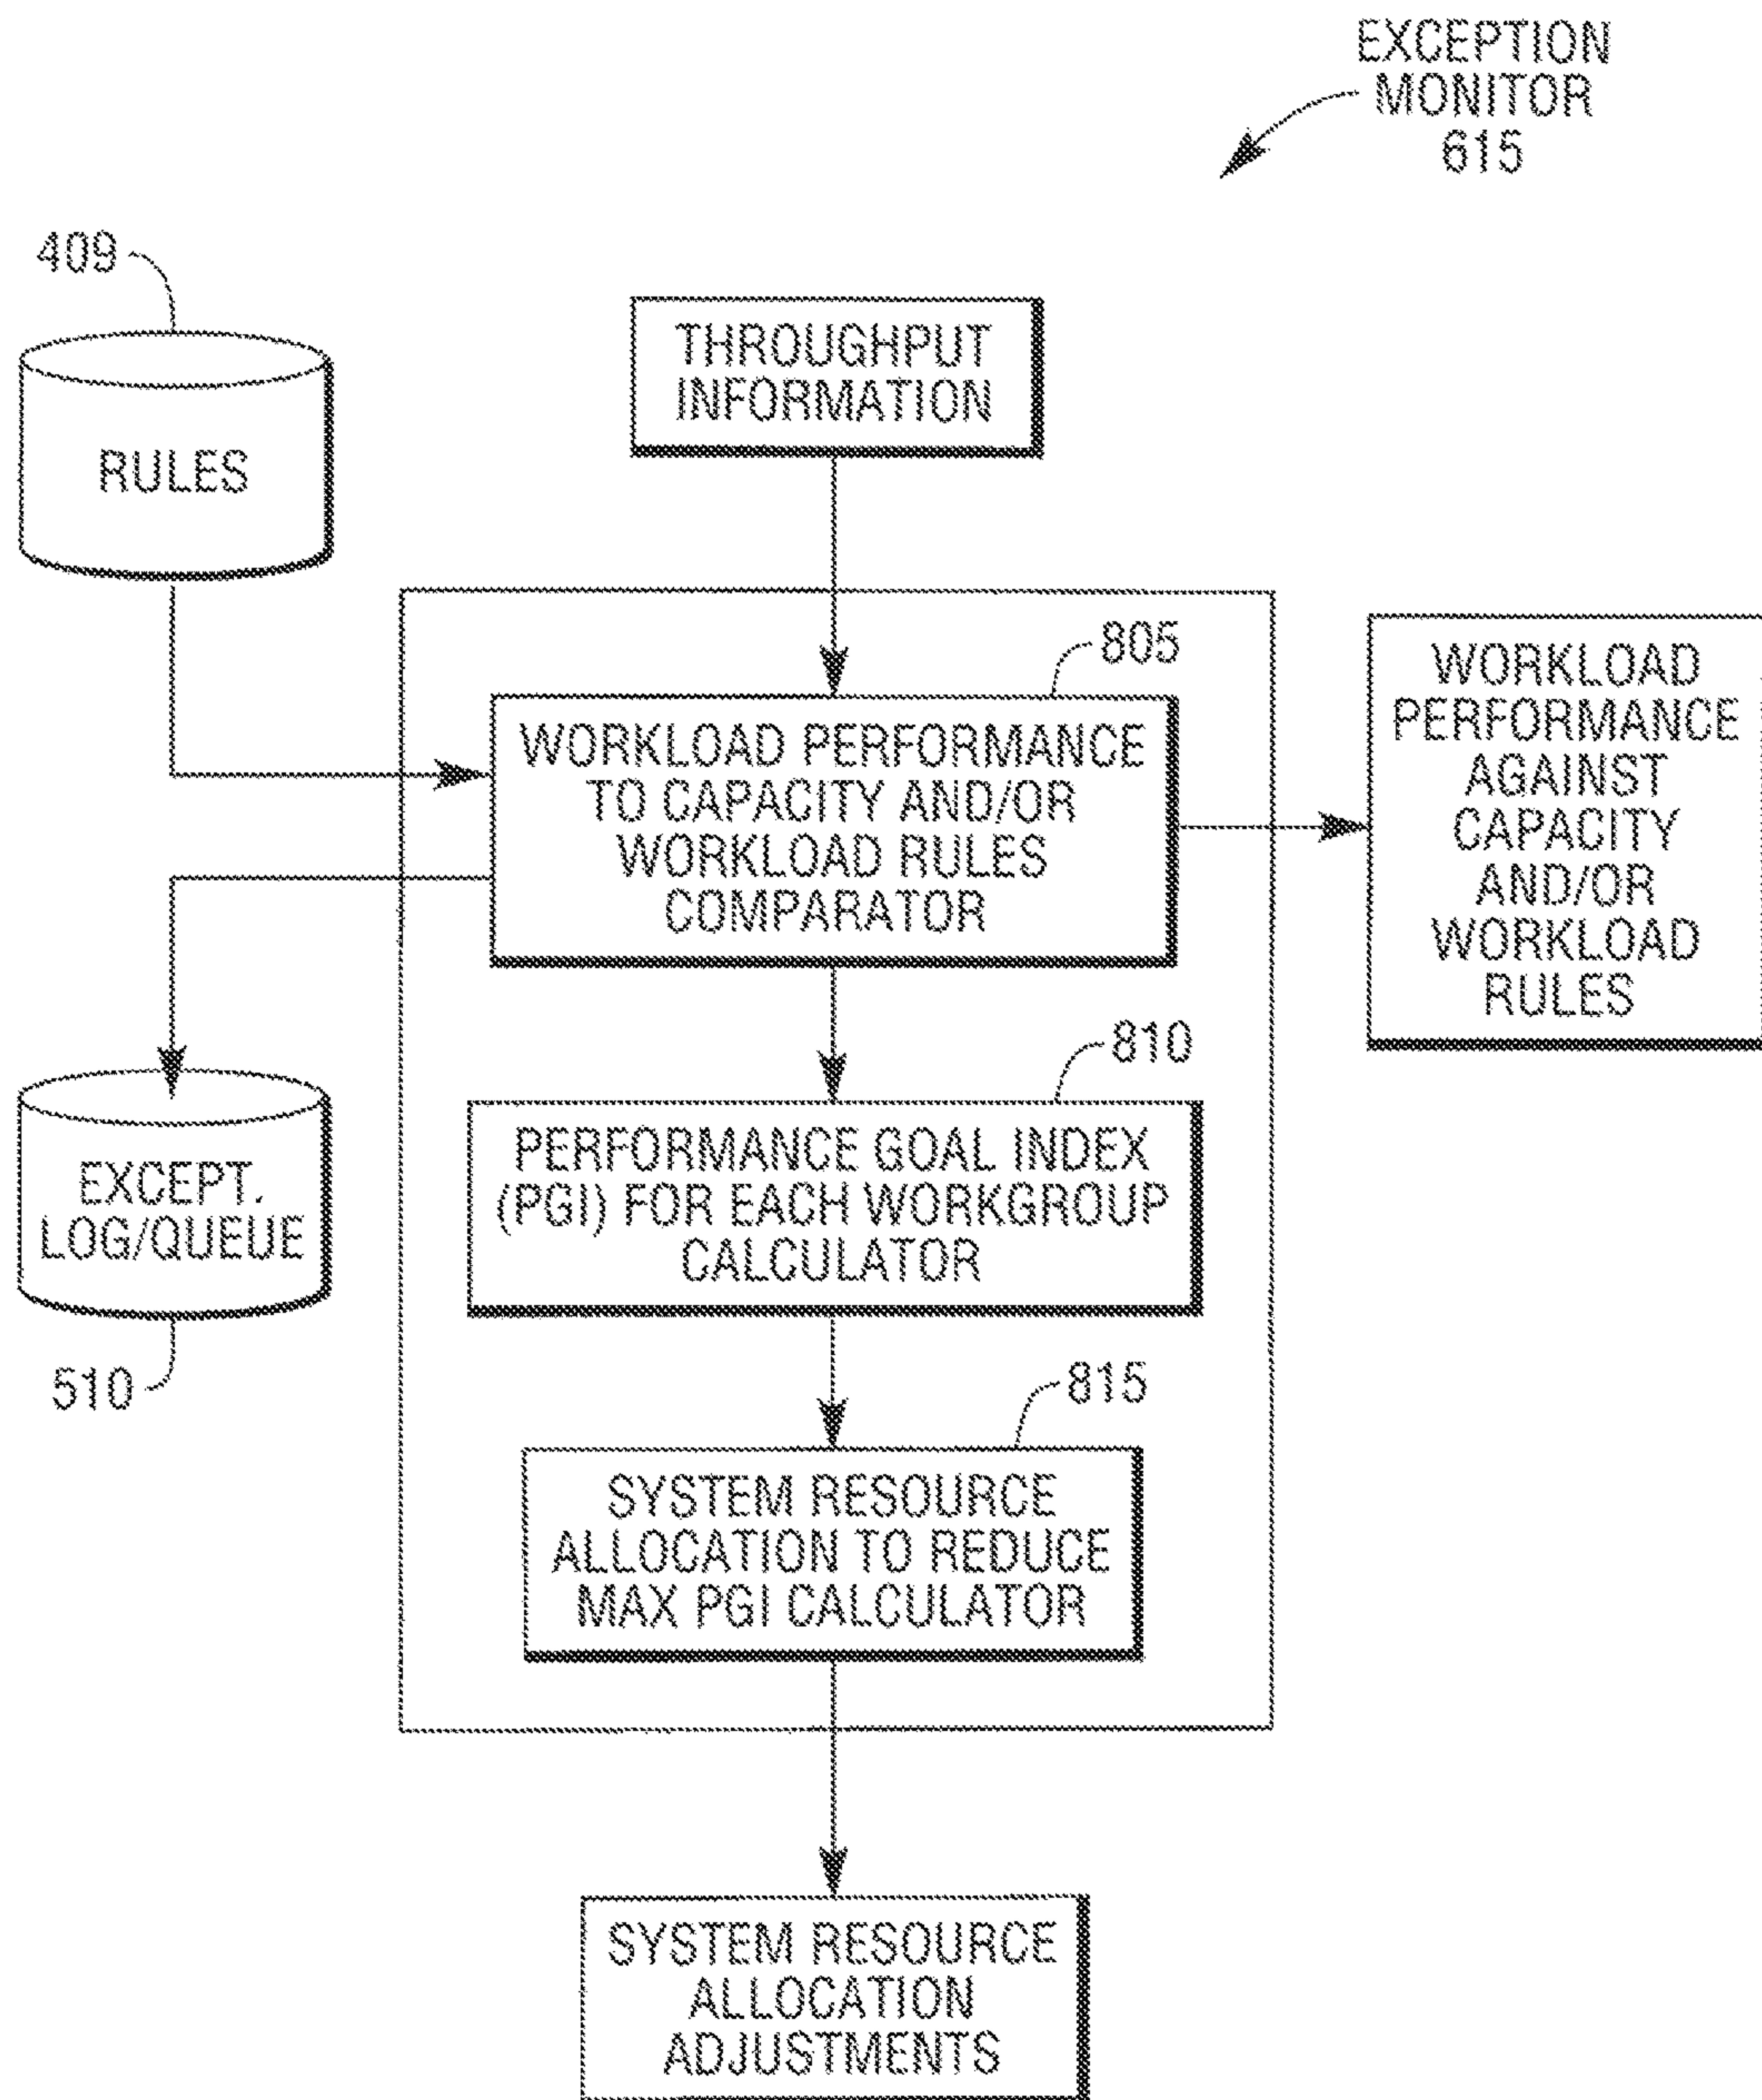 EXCEPTION
MONITOR
615
409
RULES
THROUGHPUT
INFORMATION
805
WORKLOAD PERFORMANCE
TO CAPACITY AND/OR
WORKLOAD RULES
COMPARATOR
WORKLOAD
PERFORMANCE
AGAINST
CAPACITY
AND/OR
WORKLOAD
RULES
810
PERFORMANCE GOAL INDEX
(PGI) FOR EACH WORKGROUP
CALCULATOR
EXCEPT.
LOG/QUEUE
510
815
SYSTEM RESOURCE
ALLOCATION TO REDUCE
MAX PGI CALCULATOR
SYSTEM RESOURCE
ALLOCATION
ADJUSTMENTS